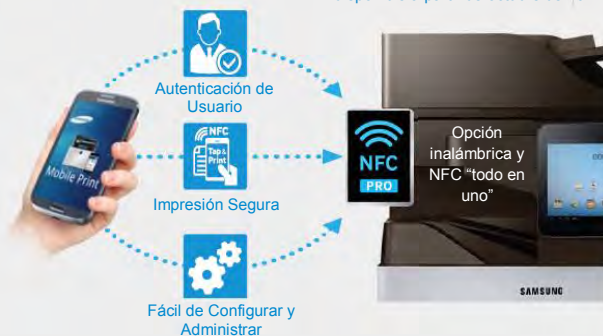 Autenticación de
Usuario
NFC
Tap &
Print
Mobile Print
Impresión Segura
NFC
PRO
Opción
inalámbrica y
NFC “todo en
uno”
SAMSUNG
Fácil de Configurar y
Administrar